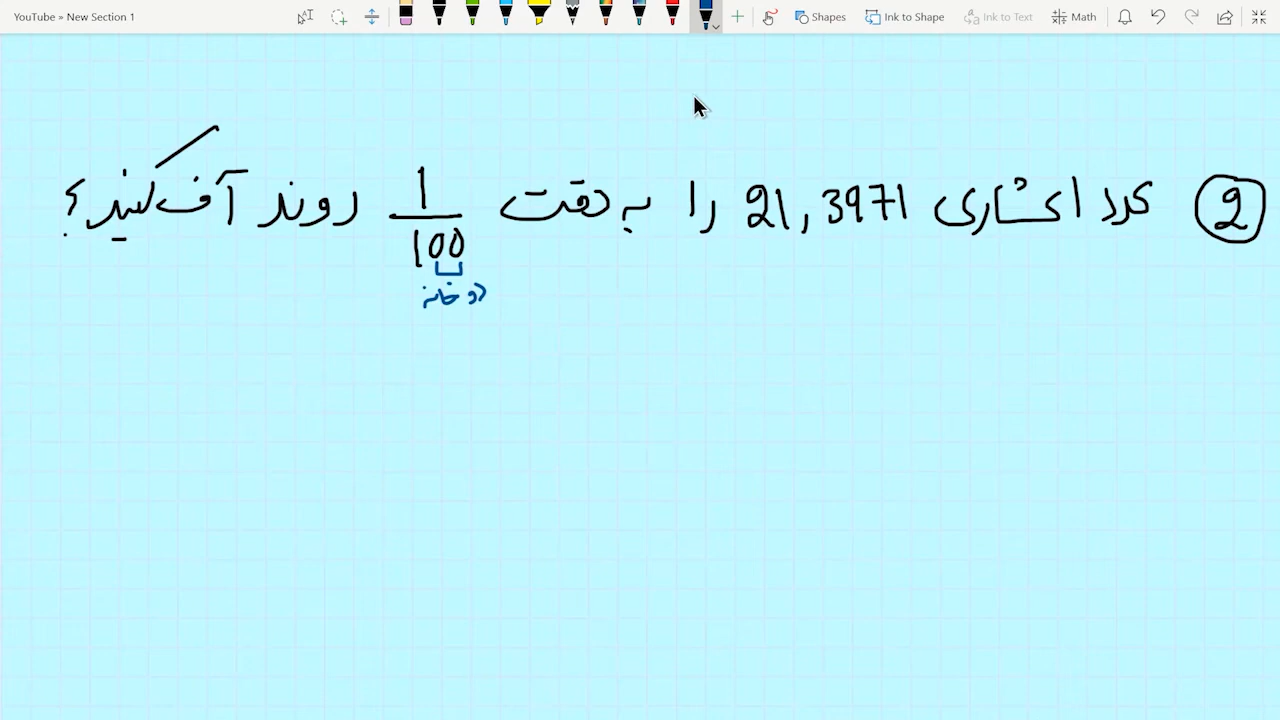 YouTube » New Section 1
Shapes Ink to Shape Ink to Text Math
2 عدد اعشاری 21,3971 را به دقت 1/100 روند آف کنید؟
دو خانه